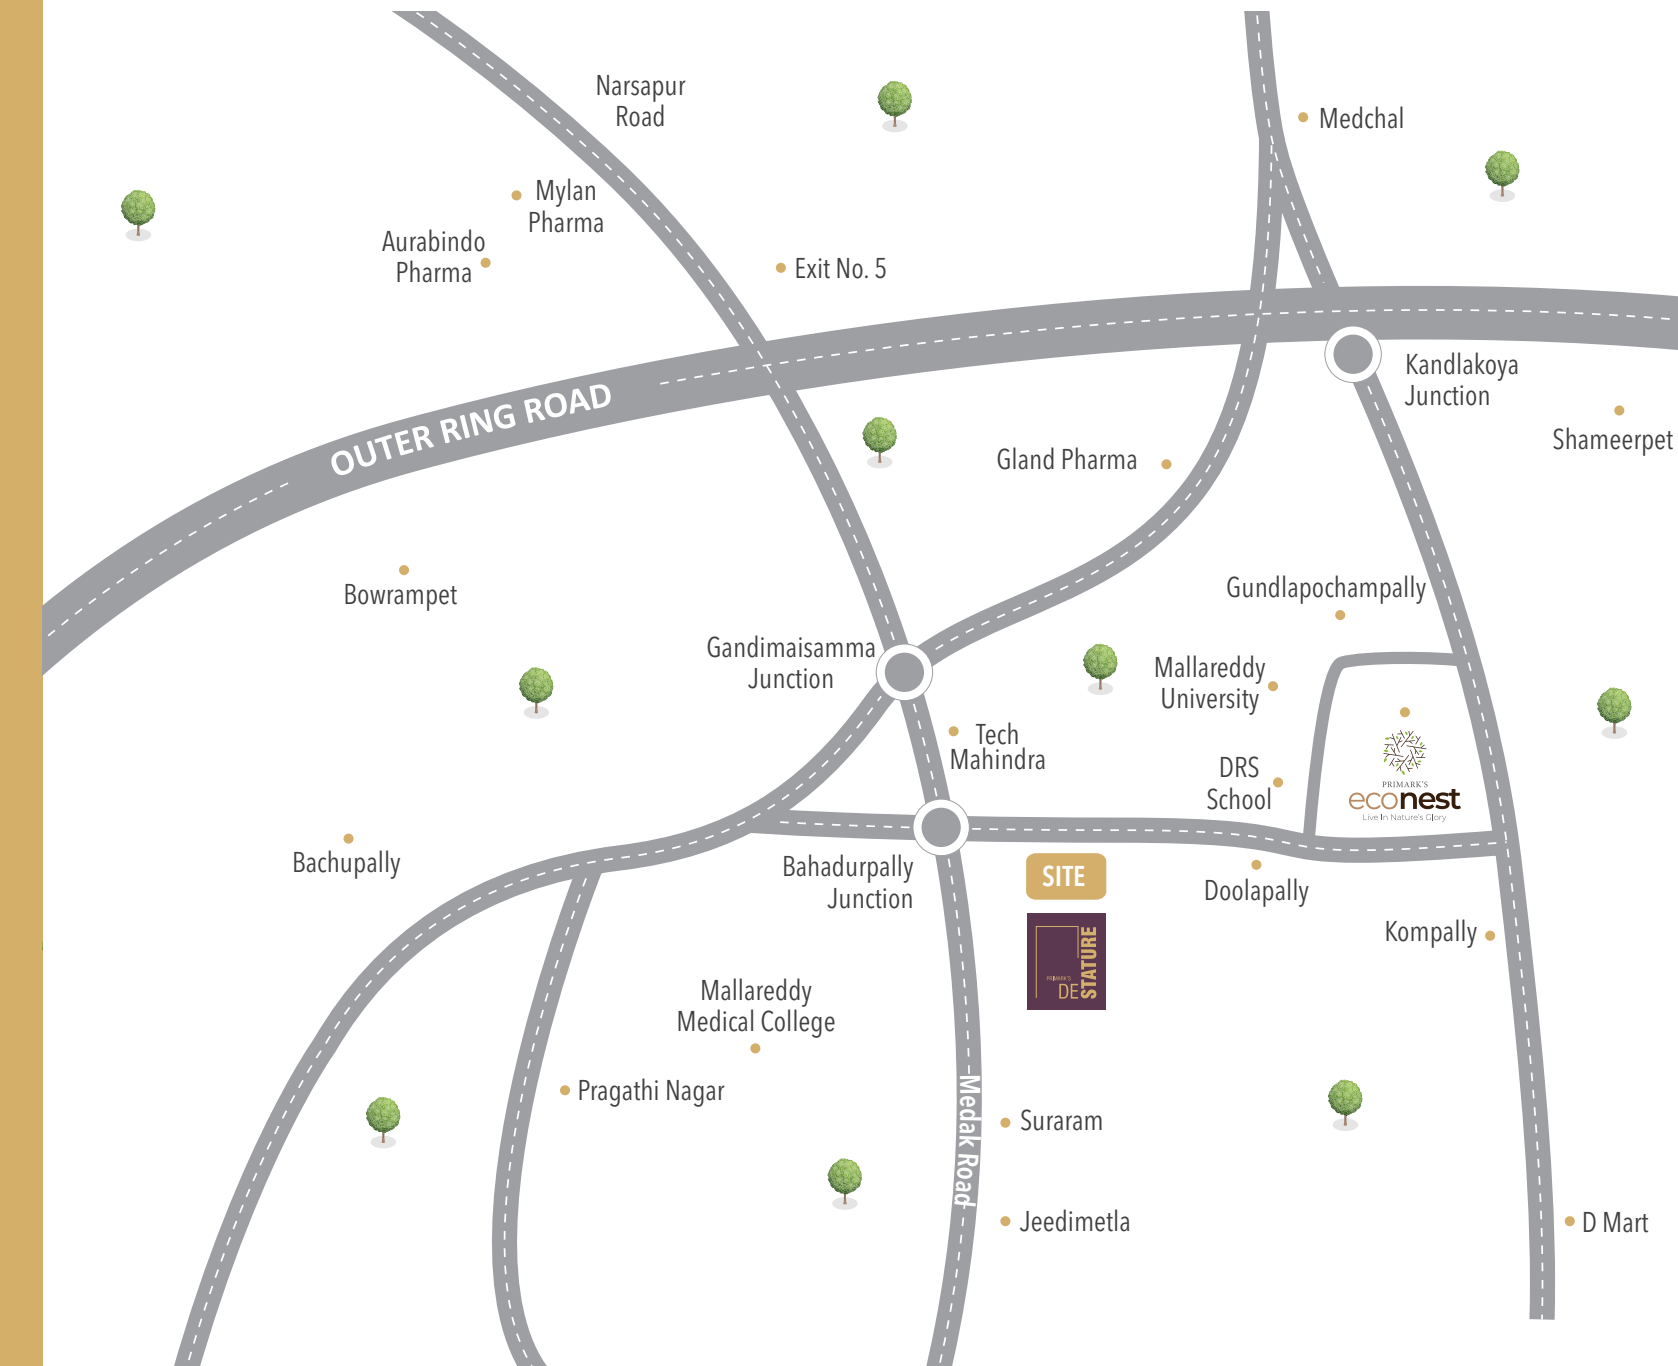 Narsapur
Road
Medchal
Mylan
Pharma
Aurabindo
Pharma
Exit No. 5
OUTER RING ROAD
Kandlakoya
Junction
Shameerpet
Gland Pharma
Bowrampet
Gundlapochampally
Gandimaisamma
Junction
Mallareddy
University
Tech
Mahindra
DRS
School
PRIMARK'S
econest
Live In Nature's Glory
Bachupally
Bahadurpally
Junction
SITE
Doolapally
Kompally
PRIMARK'S
DE
STATURE
Mallareddy
Medical College
Pragathi Nagar
Medak Road
Suraram
Jeedimetla
D Mart